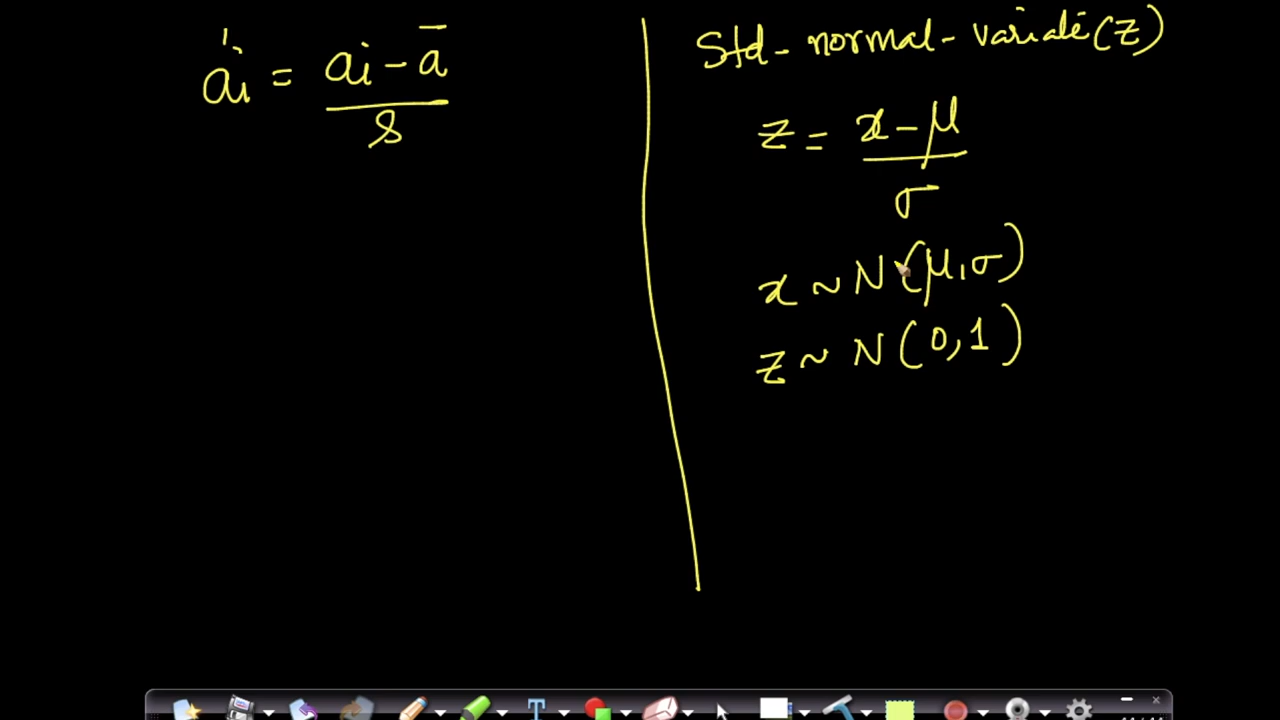 a'i = ai - ā
s
Std-normal-variate(z)
z = x - μ
σ
x ~ N(μ,σ)
z ~ N(0,1)
T